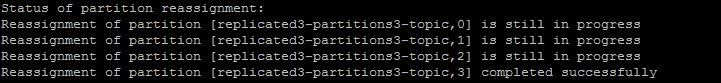 Status of partition reassignment:
Reassignment of partition [replicated3-partitions3-topic,0] is still in progress
Reassignment of partition [replicated3-partitions3-topic,1] is still in progress
Reassignment of partition [replicated3-partitions3-topic,2] is still in progress
Reassignment of partition [replicated3-partitions3-topic,3] completed successfully